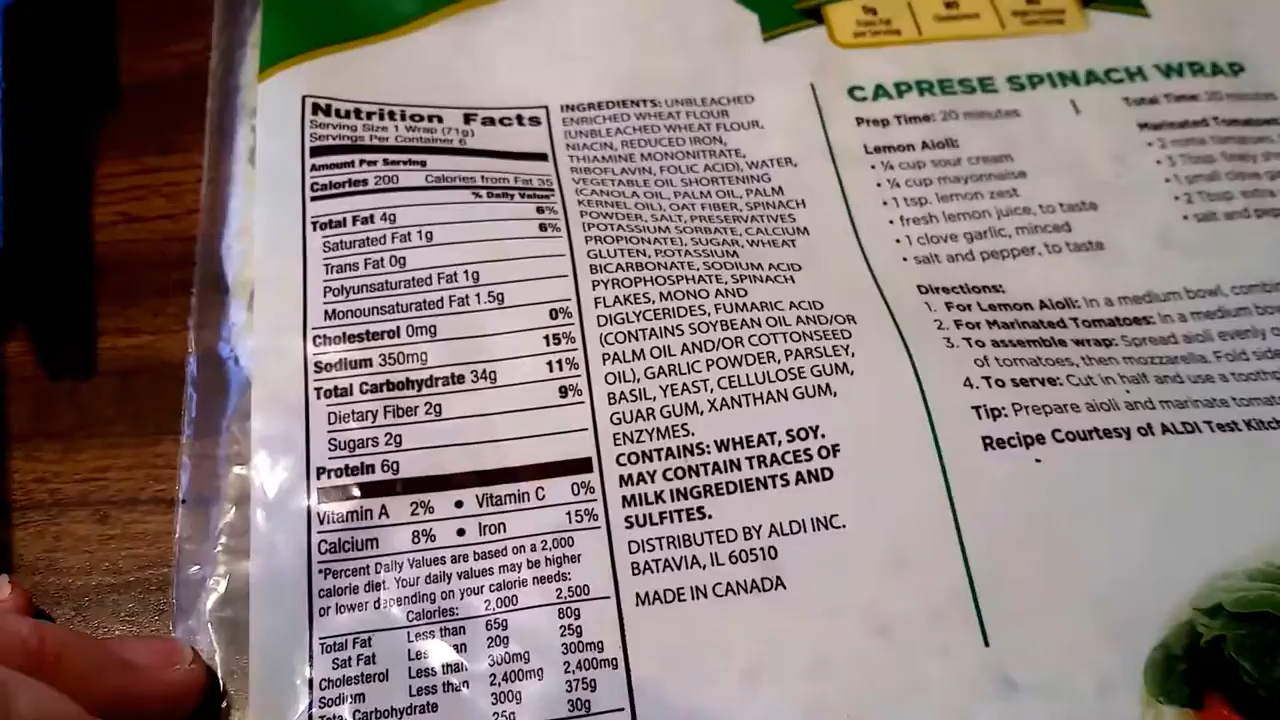 Nutrition Facts
Serving Size 1 Wrap (71g)
Servings Per Container 6
Amount Per Serving
Calories 200 Calories from Fat 35
% Daily Value*
Total Fat 4g 6%
Saturated Fat 1g 6%
Trans Fat 0g
Polyunsaturated Fat 1g
Monounsaturated Fat 1.5g
Cholesterol 0mg 0%
Sodium 350mg 15%
Total Carbohydrate 34g 11%
Dietary Fiber 2g 9%
Sugars 2g
Protein 6g
Vitamin A 2% • Vitamin C 0%
Calcium 8% • Iron 15%
*Percent Daily Values are based on a 2,000
calorie diet. Your daily values may be higher
or lower depending on your calorie needs:
Calories: 2,000 2,500
Total Fat Less than 65g 80g
Sat Fat Less than 20g 25g
Cholesterol Less than 300mg 300mg
Sodium Less than 2,400mg 2,400mg
Total Carbohydrate 300g 375g
25g 30g
INGREDIENTS: UNBLEACHED
ENRICHED WHEAT FLOUR
[UNBLEACHED WHEAT FLOUR,
NIACIN, REDUCED IRON,
THIAMINE MONONITRATE,
RIBOFLAVIN, FOLIC ACID), WATER,
VEGETABLE OIL SHORTENING
(CANOLA OIL, PALM OIL, PALM
KERNEL OIL), OAT FIBER, SPINACH
POWDER, SALT, PRESERVATIVES
[POTASSIUM SORBATE, CALCIUM
PROPIONATE], SUGAR, WHEAT
GLUTEN, POTASSIUM
BICARBONATE, SODIUM ACID
PYROPHOSPHATE, SPINACH
FLAKES, MONO AND
DIGLYCERIDES, FUMARIC ACID
(CONTAINS SOYBEAN OIL AND/OR
PALM OIL AND/OR COTTONSEED
OIL), GARLIC POWDER, PARSLEY,
BASIL, YEAST, CELLULOSE GUM,
GUAR GUM, XANTHAN GUM,
ENZYMES.
CONTAINS: WHEAT, SOY.
MAY CONTAIN TRACES OF
MILK INGREDIENTS AND
SULFITES.
DISTRIBUTED BY ALDI INC.
BATAVIA, IL 60510
MADE IN CANADA
CAPRESE SPINACH WRAP
Prep Time: 20 minutes
Total Time: 20 minutes
Lemon Aioli:
• ¼ cup sour cream
• ¼ cup mayonnaise
• 1 tsp. lemon zest
• fresh lemon juice, to taste
• 1 clove garlic, minced
• salt and pepper, to taste
Marinated Tomatoes
Directions:
1. For Lemon Aioli: In a medium bowl, combi
2. For Marinated Tomatoes: In a medium bow
3. To assemble wrap: Spread aioli evenly o
of tomatoes, then mozzarella. Fold side
4. To serve: Cut in half and use a toothp
Tip: Prepare aioli and marinate tomat
Recipe Courtesy of ALDI Test Kitch